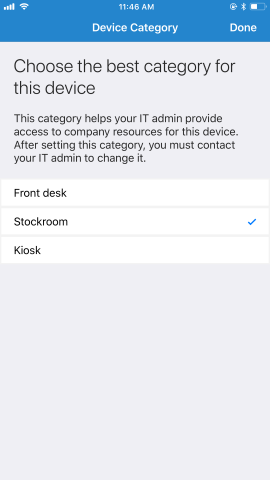 11:46 AM
Device Category Done
Choose the best category for
this device
This category helps your IT admin provide
access to company resources for this device.
After setting this category, you must contact
your IT admin to change it.
Front desk
Stockroom
Kiosk